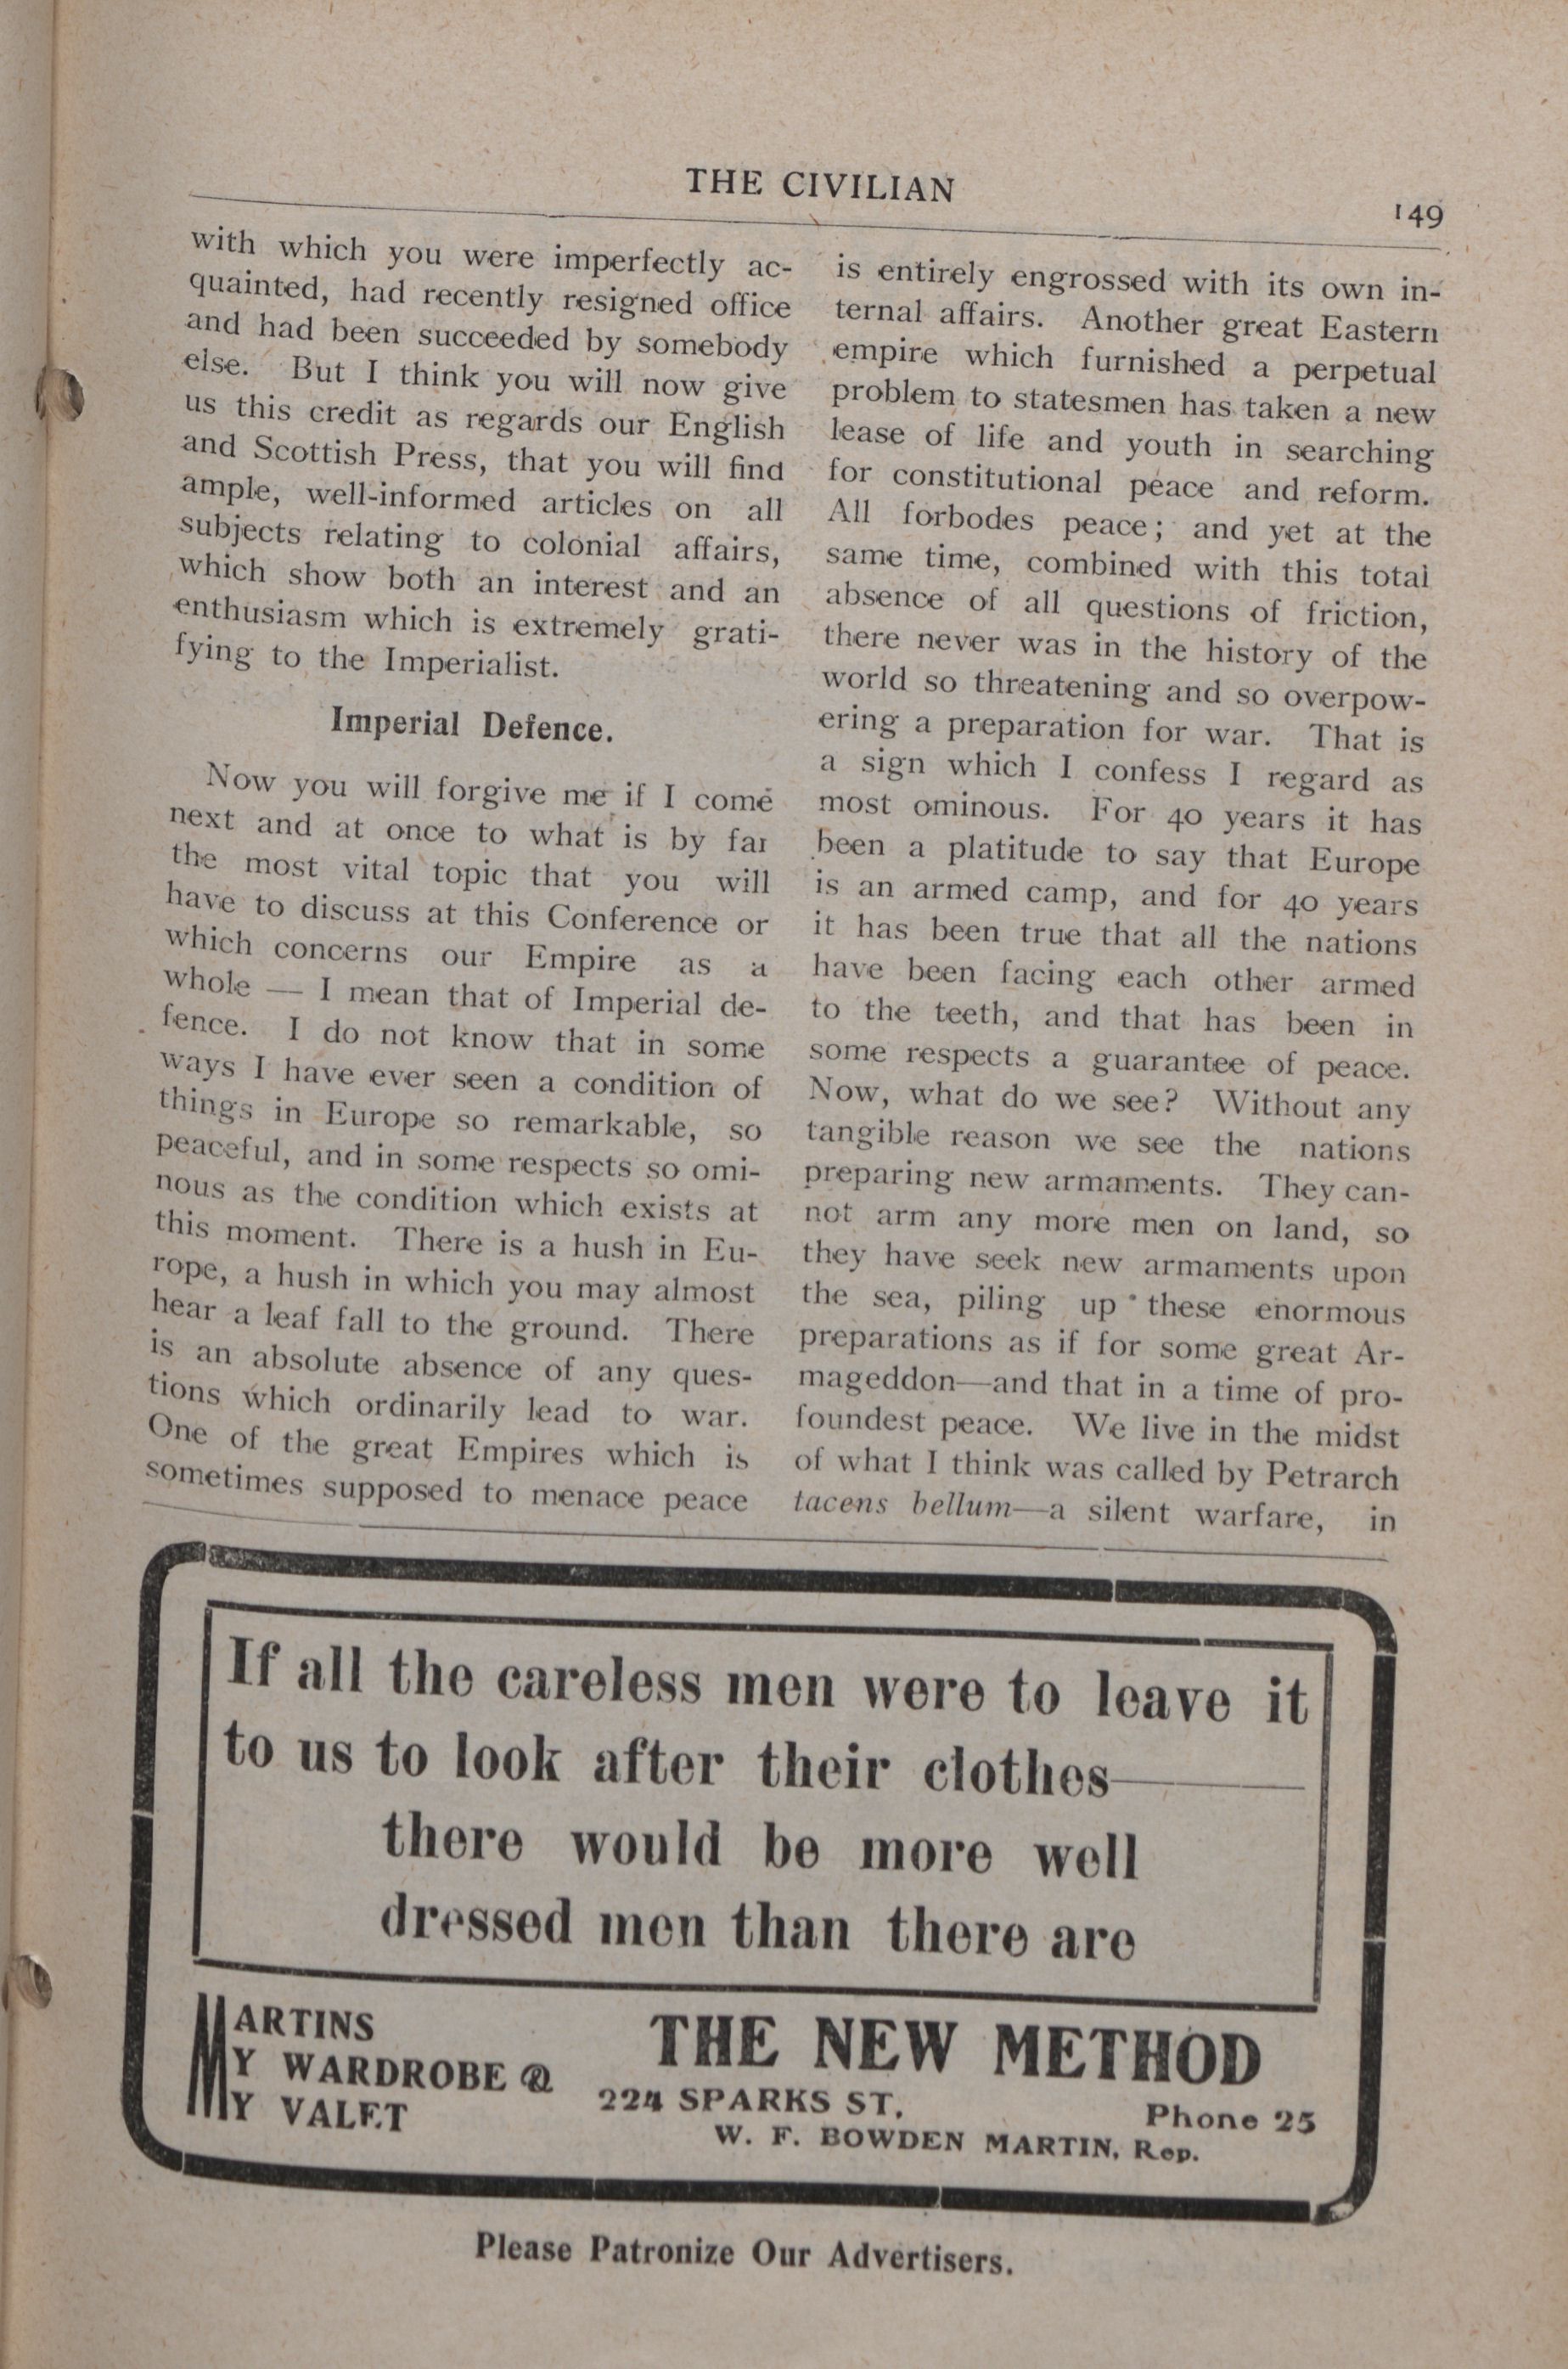 THE CIVILIAN
149
with which you were imperfectly ac-
quainted, had recently resigned office
and had been succeeded by somebody
else. But I think you will now give
us this credit as regards our English
and Scottish Press, that you will find
ample, well-informed articles on all
subjects relating to colonial affairs,
which show both an interest and an
enthusiasm which is extremely grati-
fying to the Imperialist.
Imperial Defence.
Now you will forgive me if I come
next and at once to what is by far
the most vital topic that you will
have to discuss at this Conference or
which concerns our Empire as a
whole — I mean that of Imperial de-
fence. I do not know that in some
ways I have ever seen a condition of
things in Europe so remarkable, so
peaceful, and in some respects so omi-
nous as the condition which exists at
this moment. There is a hush in Eu-
rope, a hush in which you may almost
hear a leaf fall to the ground. There
is an absolute absence of any ques-
tions which ordinarily lead to war.
One of the great Empires which is
sometimes supposed to menace peace
is entirely engrossed with its own in-
ternal affairs. Another great Eastern
empire which furnished a perpetual
problem to statesmen has taken a new
lease of life and youth in searching
for constitutional peace and reform.
All forbodes peace; and yet at the
same time, combined with this total
absence of all questions of friction,
there never was in the history of the
world so threatening and so overpow-
ering a preparation for war. That is
a sign which I confess I regard as
most ominous. For 40 years it has
been a platitude to say that Europe
is an armed camp, and for 40 years
it has been true that all the nations
have been facing each other armed
to the teeth, and that has been in
some respects a guarantee of peace.
Now, what do we see? Without any
tangible reason we see the nations
preparing new armaments. They can-
not arm any more men on land, so
they have seek new armaments upon
the sea, piling up these enormous
preparations as if for some great Ar-
mageddon—and that in a time of pro-
foundest peace. We live in the midst
of what I think was called by Petrarch
tacens bellum—a silent warfare, in
If all the careless men were to leave it
to us to look after their clothes—
there would be more well
dressed men than there are
MARTINS
MY WARDROBE &
MY VALET
THE NEW METHOD
224 SPARKS ST.
Phone 25
W. F. BOWDEN MARTIN, Rep.
Please Patronize Our Advertisers.